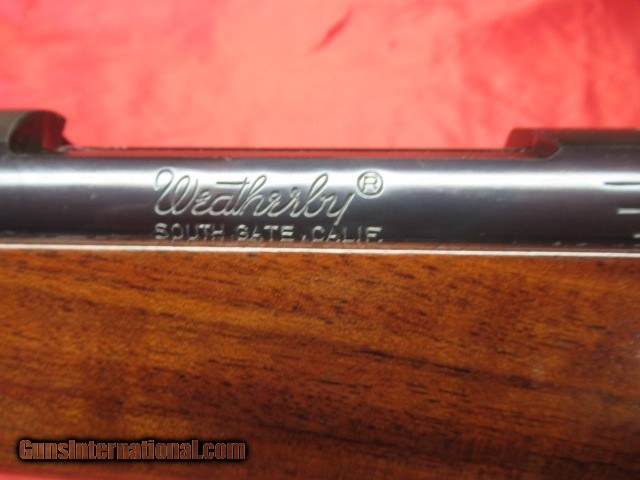 Weatherby®
SOUTH GATE, CALIF.
GunsInternational.com